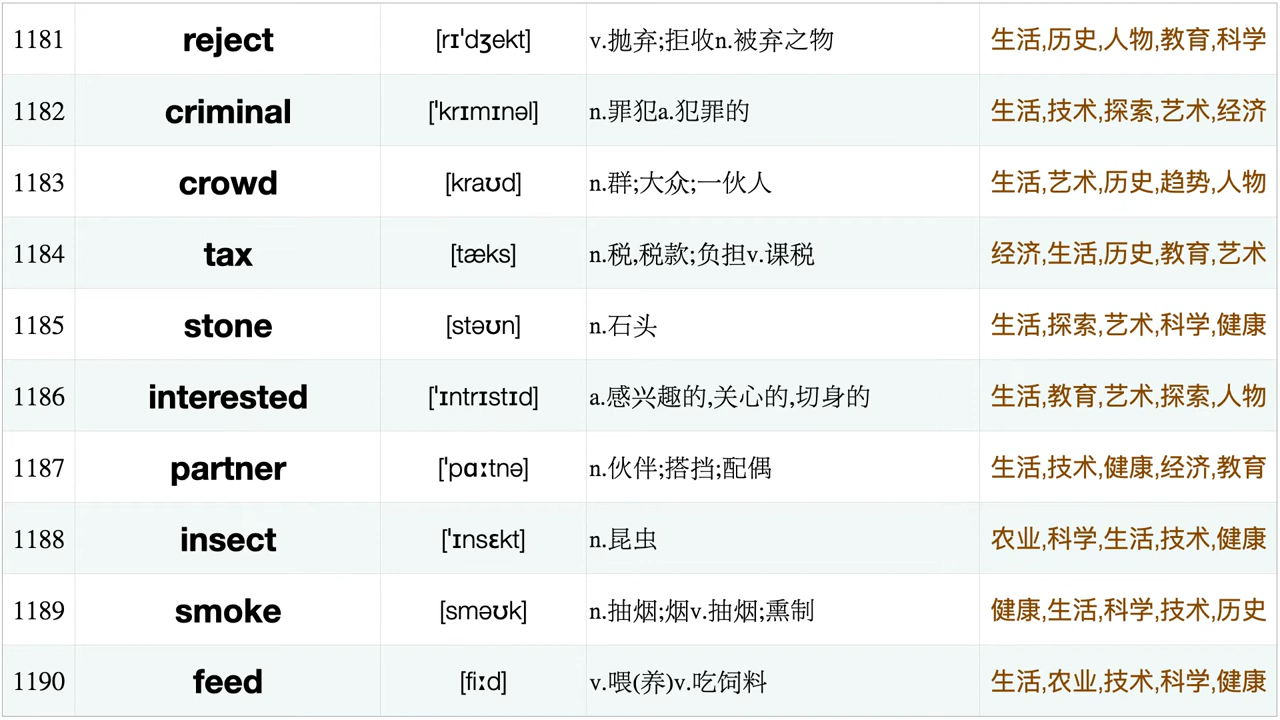 1181 reject [rɪˈdʒekt] v.抛弃;拒收n.被弃之物 生活,历史,人物,教育,科学
1182 criminal [ˈkrɪmɪnəl] n.罪犯a.犯罪的 生活,技术,探索,艺术,经济
1183 crowd [kraʊd] n.群;大众;一伙人 生活,艺术,历史,趋势,人物
1184 tax [tæks] n.税,税款;负担v.课税 经济,生活,历史,教育,艺术
1185 stone [stəʊn] n.石头 生活,探索,艺术,科学,健康
1186 interested [ˈɪntrɪstɪd] a.感兴趣的,关心的,切身的 生活,教育,艺术,探索,人物
1187 partner [ˈpɑːtnə] n.伙伴;搭挡;配偶 生活,技术,健康,经济,教育
1188 insect [ˈɪnsɛkt] n.昆虫 农业,科学,生活,技术,健康
1189 smoke [sməʊk] n.抽烟;烟v.抽烟;熏制 健康,生活,科学,技术,历史
1190 feed [fiːd] v.喂(养)v.吃饲料 生活,农业,技术,科学,健康